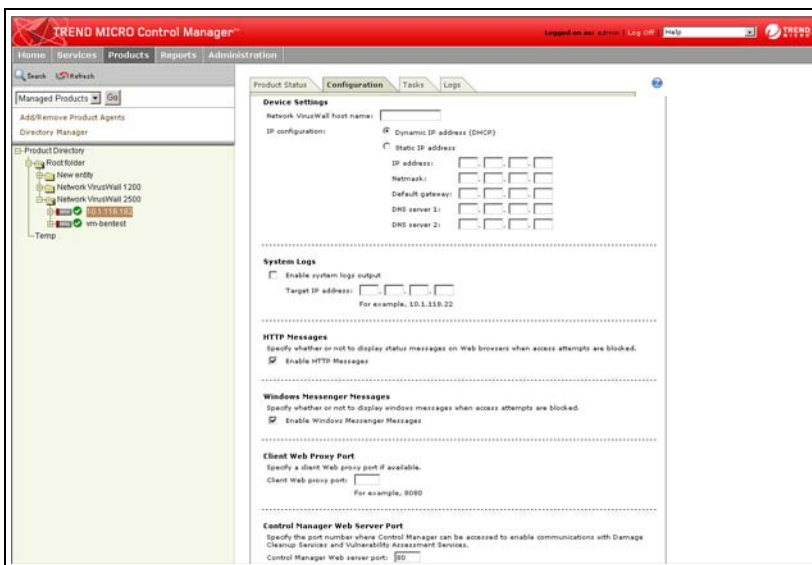 TREND MICRO Control Manager™
Logged on as: admin | Log Off | Help
TREND MICRO
Home Services Products Reports Administration
Search Refresh
Managed Products Go
Add/Remove Product Agents
Directory Manager
Product Directory
Root folder
New entity
Network VirusWall 1200
Network VirusWall 2500
vm-bentest
Temp
Product Status Configuration Tasks Logs
Device Settings
Network VirusWall host name:
IP configuration:
Dynamic IP address (DHCP)
Static IP address
IP address:
Netmask:
Default gateway:
DNS server 1:
DNS server 2:
System Logs
Enable system logs output
Target IP address:
For example, 10.1.119.22
HTTP Messages
Specify whether or not to display status messages on Web browsers when access attempts are blocked.
Enable HTTP Messages
Windows Messenger Messages
Specify whether or not to display windows messages when access attempts are blocked.
Enable Windows Messenger Messages
Client Web Proxy Port
Specify a client Web proxy port if available.
Client Web proxy port:
For example, 8080
Control Manager Web Server Port
Specify the port number where Control Manager can be accessed to enable communications with Damage
Cleanup Services and Vulnerability Assessment Services.
Control Manager Web server port: 80